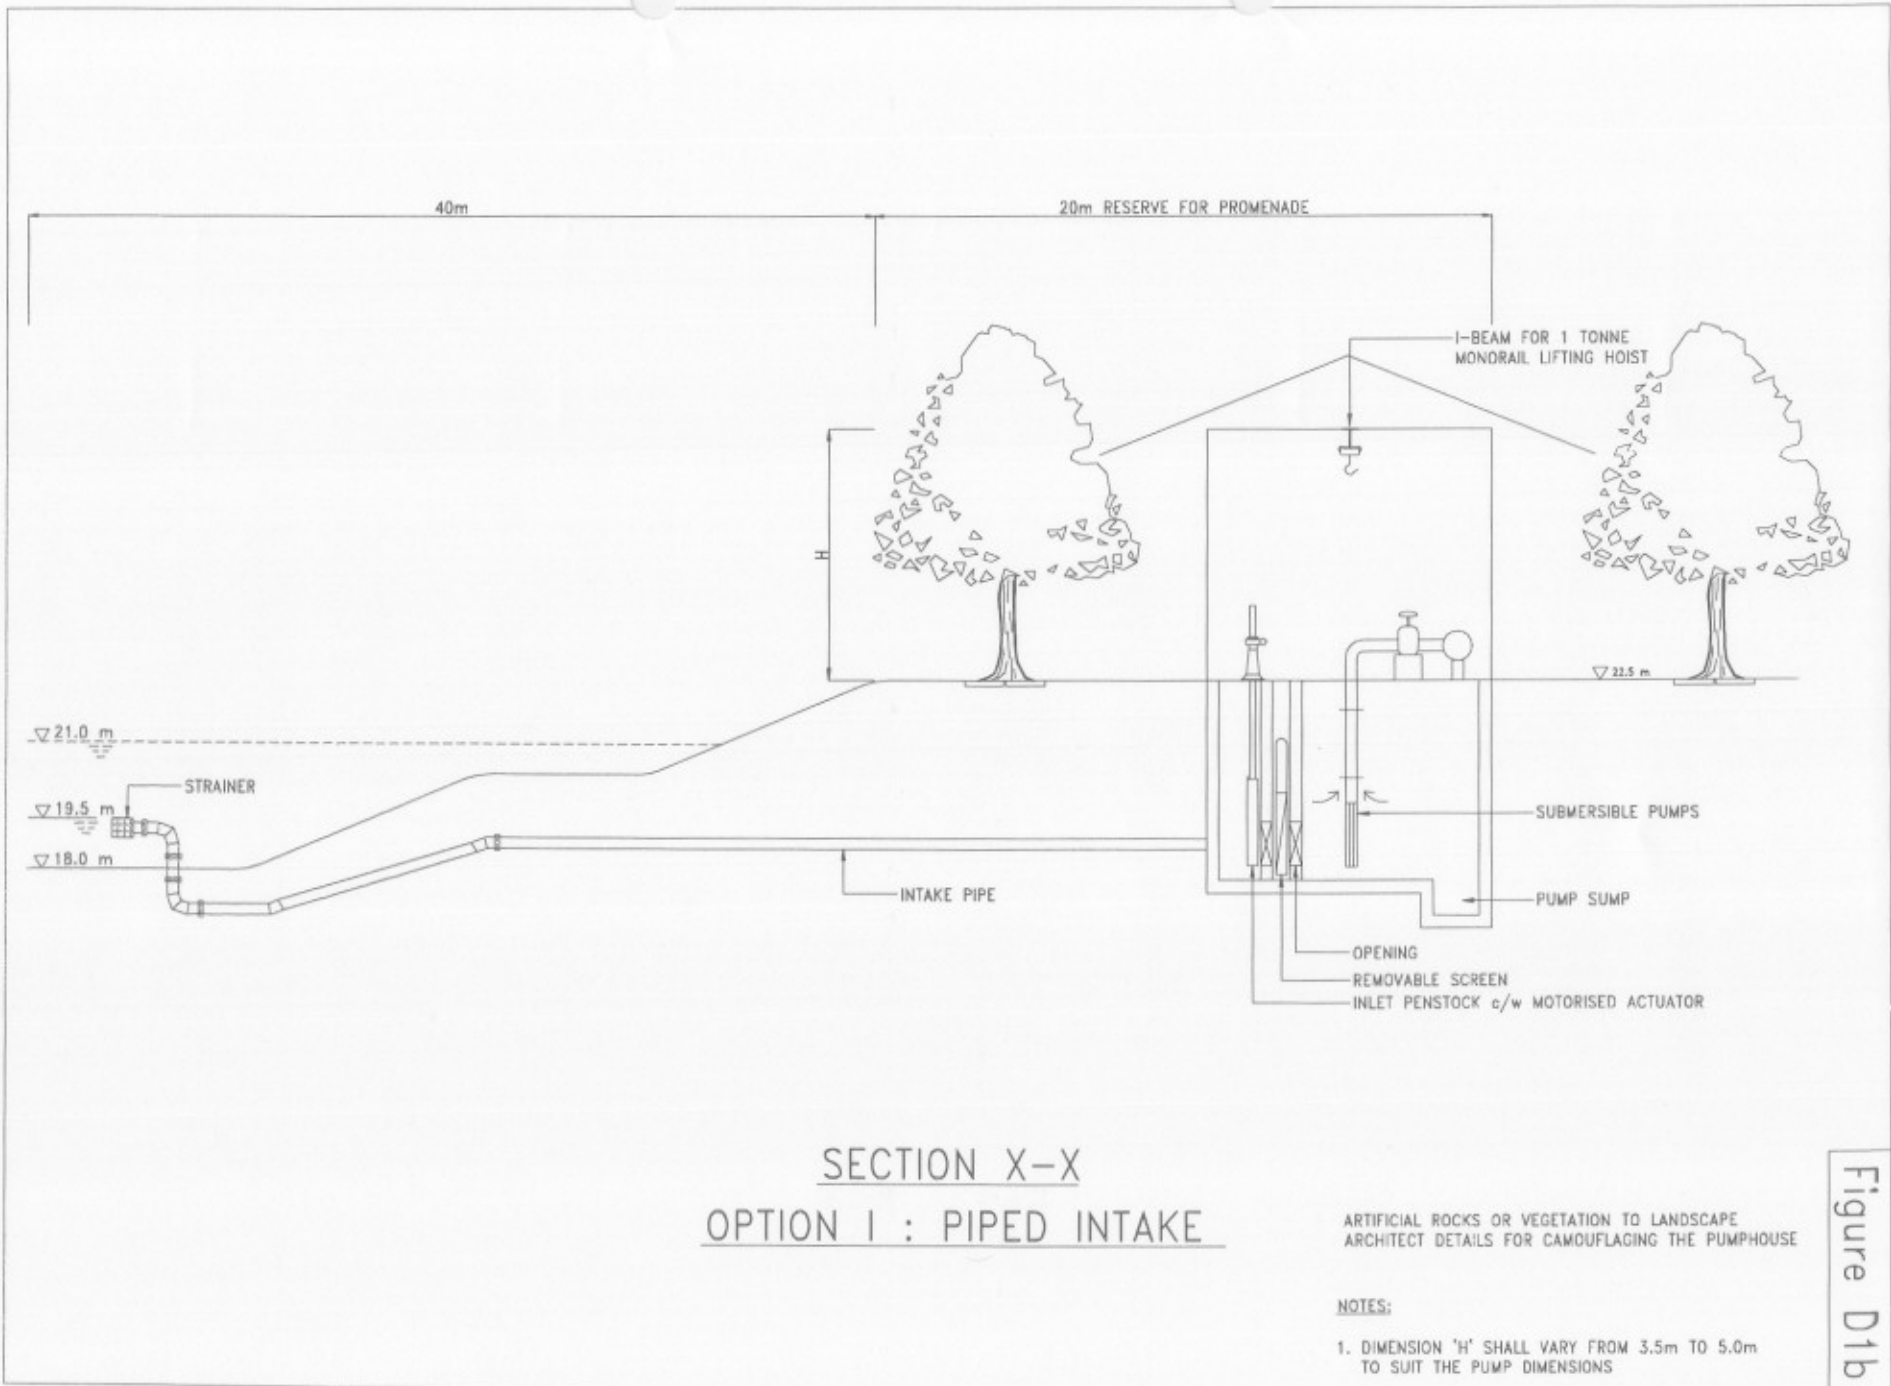 40m
20m RESERVE FOR PROMENADE
I-BEAM FOR 1 TONNE
MONORAIL LIFTING HOIST
H
22.5 m
21.0 m
STRAINER
19.5 m
18.0 m
SUBMERSIBLE PUMPS
INTAKE PIPE
PUMP SUMP
OPENING
REMOVABLE SCREEN
INLET PENSTOCK c/w MOTORISED ACTUATOR
SECTION X-X
OPTION I : PIPED INTAKE
ARTIFICIAL ROCKS OR VEGETATION TO LANDSCAPE
ARCHITECT DETAILS FOR CAMOUFLAGING THE PUMPHOUSE
NOTES:
1. DIMENSION 'H' SHALL VARY FROM 3.5m TO 5.0m
TO SUIT THE PUMP DIMENSIONS
Figure D1b